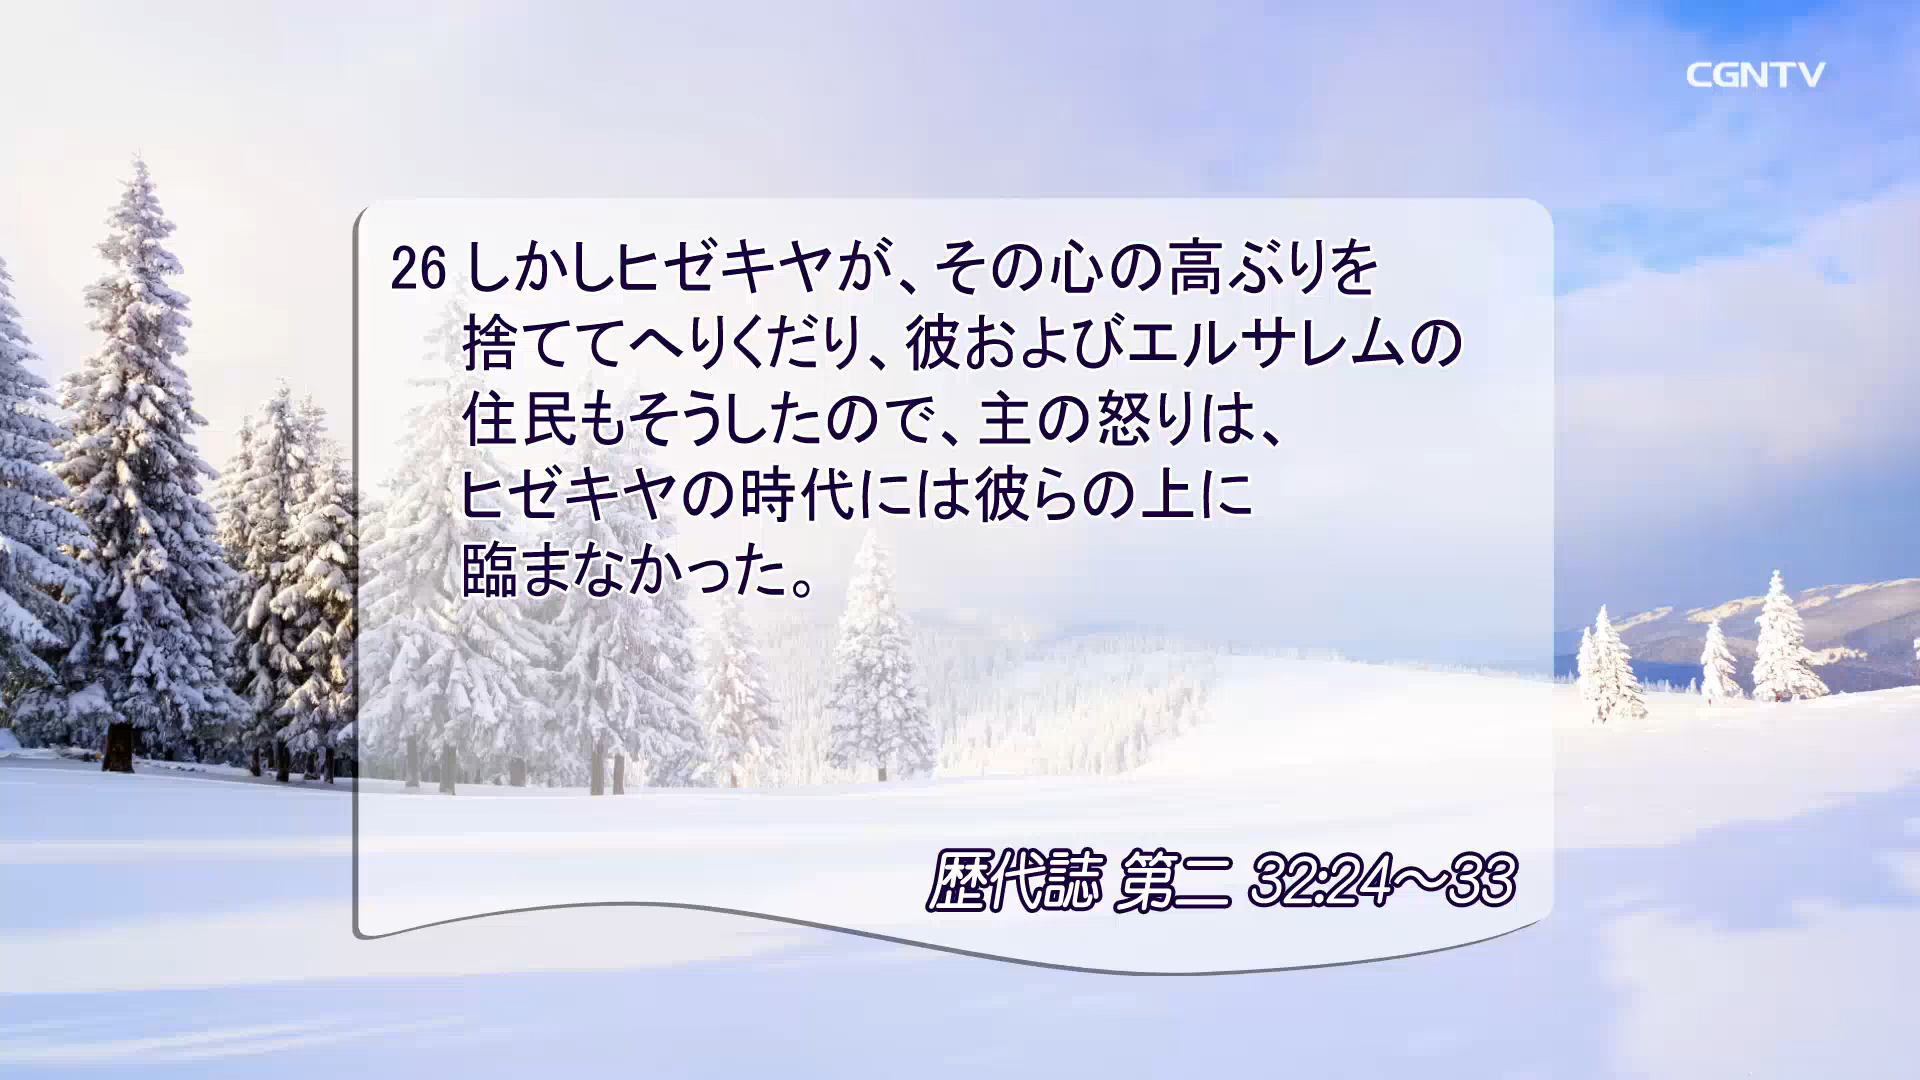 CGNTV
26 しかしヒゼキヤが、その心の高ぶりを
捨ててへりくだり、彼およびエルサレムの
住民もそうしたので、主の怒りは、
ヒゼキヤの時代には彼らの上に
臨まなかった。
歴代誌 第二 32:24〜33